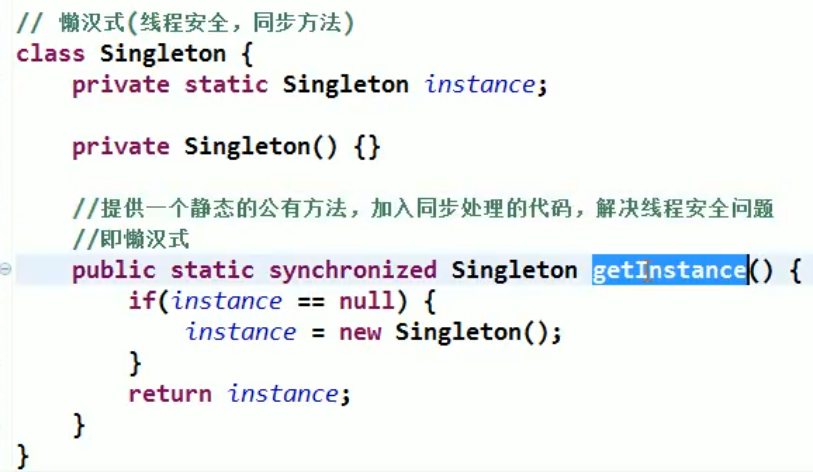 // 懒汉式(线程安全，同步方法)
class Singleton {
    private static Singleton instance;
    private Singleton() {}
    //提供一个静态的公有方法，加入同步处理的代码，解决线程安全问题
    //即懒汉式
    public static synchronized Singleton getInstance() {
        if(instance == null) {
            instance = new Singleton();
        }
        return instance;
    }
}